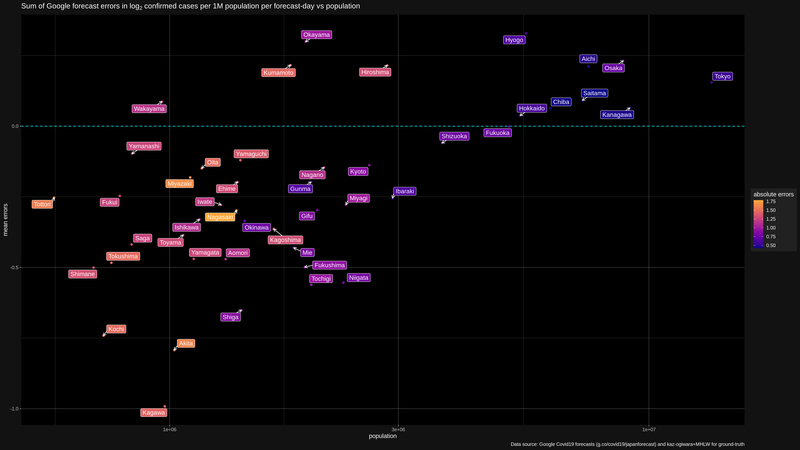 Sum of Google forecast errors in log₂ confirmed cases per 1M population per forecast-day vs population
Okayama
Hyogo
Aichi
Osaka
Kumamoto
Hiroshima
Tokyo
Saitama
Chiba
Wakayama
Hokkaido
Kanagawa
0.0
Fukuoka
Shizuoka
Yamanashi
Yamaguchi
Oita
Kyoto
Nagano
Miyazaki
Ehime
Gunma
Ibaraki
Miyagi
Tottori
Fukui
Iwate
Nagasaki
Gifu
Ishikawa
Okinawa
Saga
Toyama
Kagoshima
Tokushima
Yamagata
Aomori
Mie
Fukushima
-0.5
Shimane
Tochigi
Niigata
Shiga
Kochi
Akita
-1.0
Kagawa
mean errors
1e+06
3e+06
1e+07
population
absolute errors
1.75
1.50
1.25
1.00
0.75
0.50
Data source: Google Covid19 forecasts (g.co/covid19/japanforecast) and kaz-ogiwara+MHLW for ground-truth